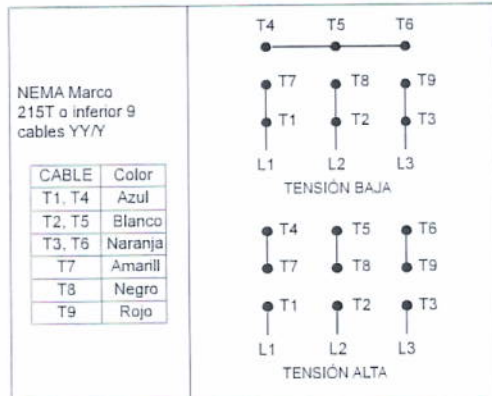 NEMA Marco
215T o inferior 9
cables YY/Y
CABLE Color
T1, T4 Azul
T2, T5 Blanco
T3, T6 Naranja
T7 Amarill
T8 Negro
T9 Rojo
T4 T5 T6
T7 T8 T9
T1 T2 T3
L1 L2 L3
TENSIÓN BAJA
T4 T5 T6
T7 T8 T9
T1 T2 T3
L1 L2 L3
TENSIÓN ALTA